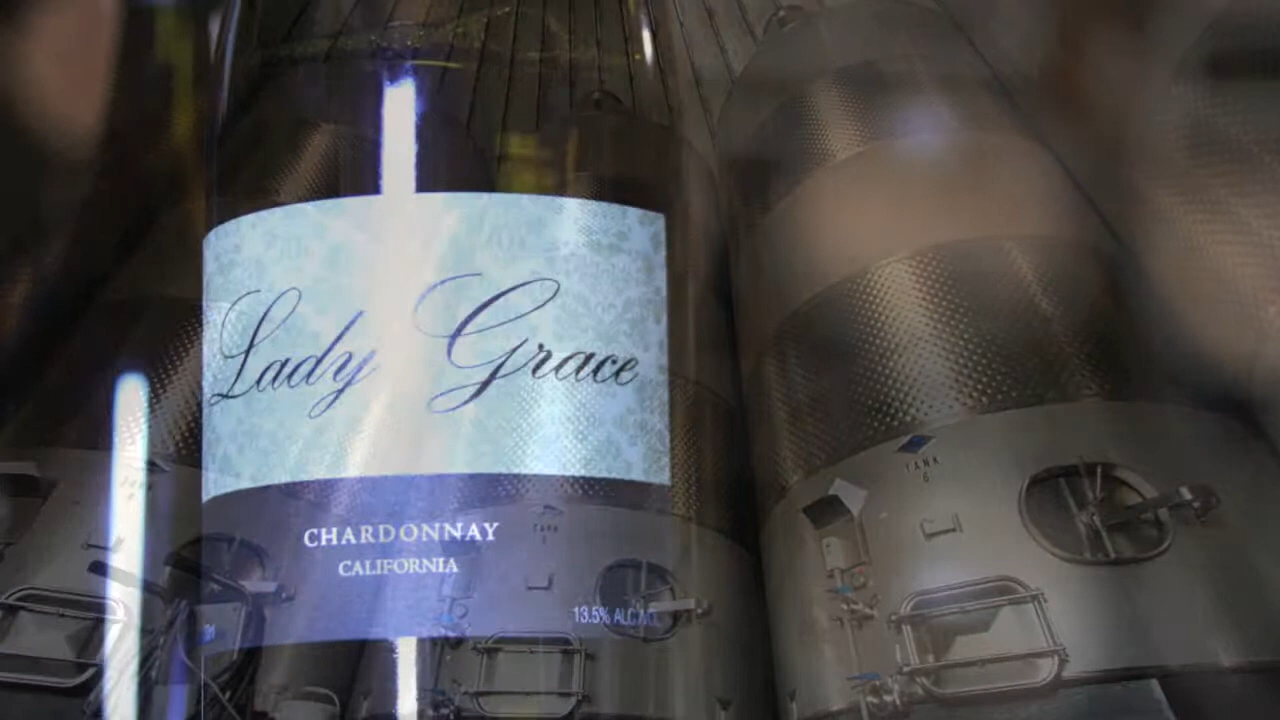 Lady Grace
CHARDONNAY
CALIFORNIA
13.5% ALC
TANK
6